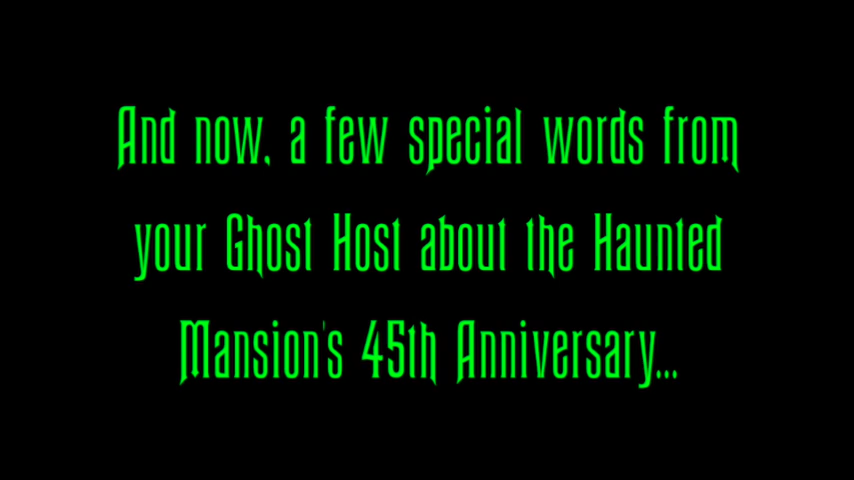 And now, a few special words from
your Ghost Host about the Haunted
Mansion's 45th Anniversary...